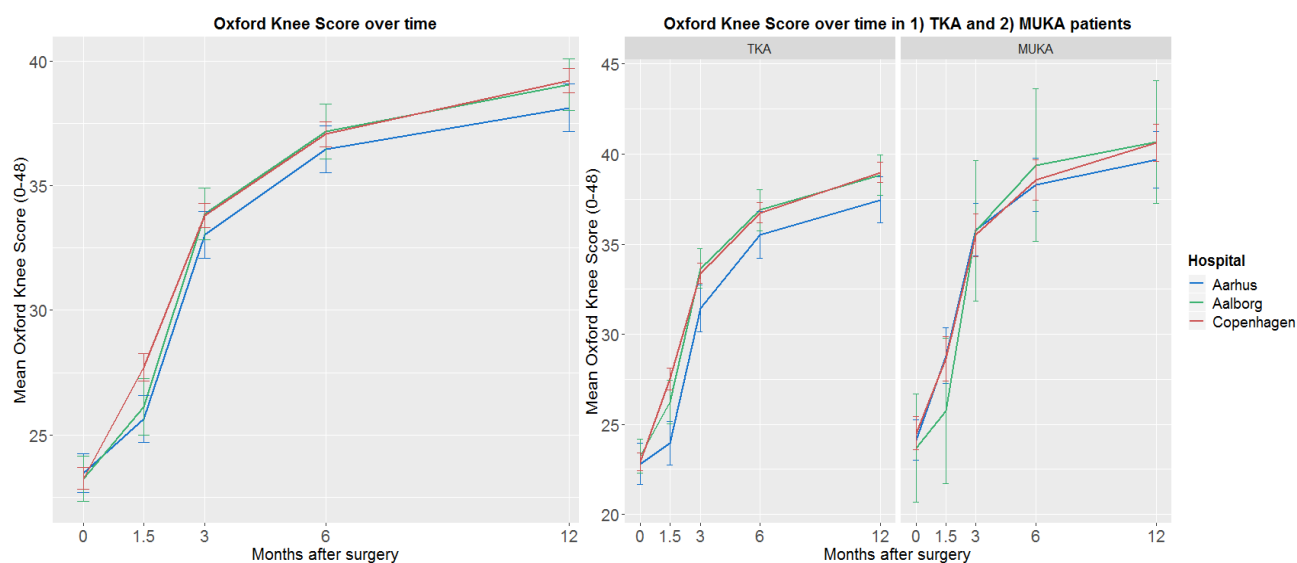 Oxford Knee Score over time
Mean Oxford Knee Score (0−48)
40
35
30
25
0 1.5 3 6 12
Months after surgery
Oxford Knee Score over time in 1) TKA and 2) MUKA patients
TKA MUKA
Mean Oxford Knee Score (0−48)
45
40
35
30
25
20
0 1.5 3 6 12 0 1.5 3 6 12
Months after surgery
Hospital
Aarhus
Aalborg
Copenhagen